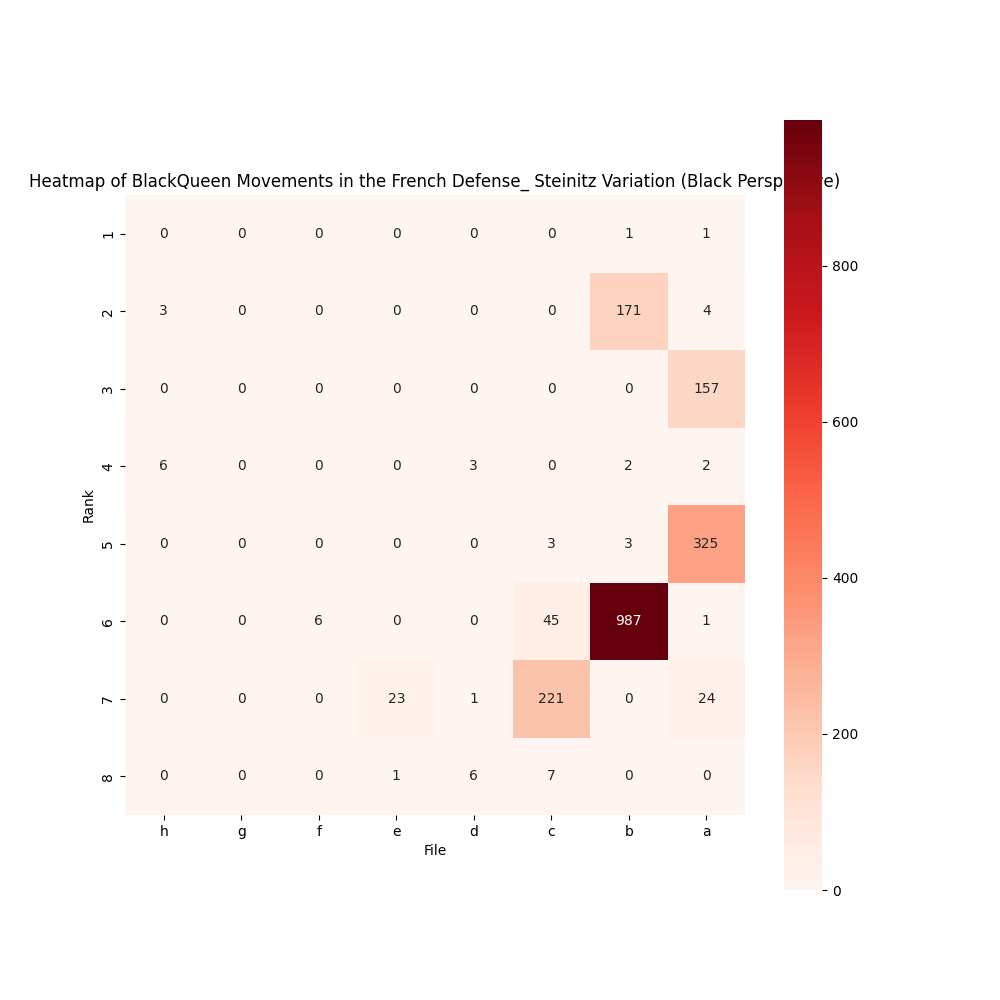 Heatmap of BlackQueen Movements in the French Defense_ Steinitz Variation (Black Persp e)
1 0 0 0 0 0 0 1 1
2 3 0 0 0 0 0 171 4
3 0 0 0 0 0 0 0 157
4 6 0 0 0 3 0 2 2
5 0 0 0 0 0 3 3 325
6 0 0 6 0 0 45 987 1
7 0 0 0 23 1 221 0 24
8 0 0 0 1 6 7 0 0
h g f e d c b a
File
Rank
800
600
400
200
0